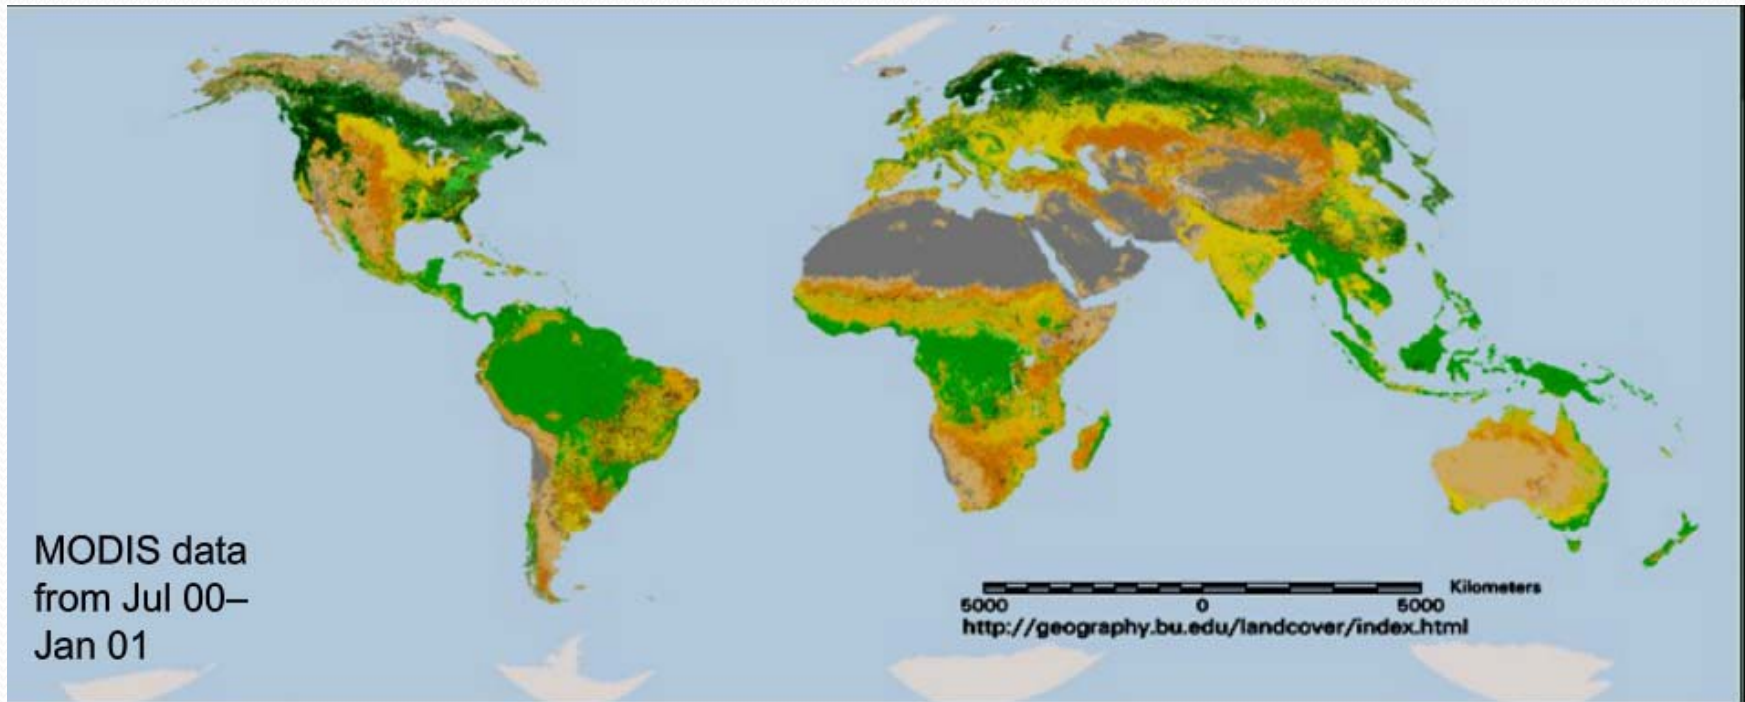 MODIS data
from Jul 00–
Jan 01
Kilometers
5000 0 5000
http://geography.bu.edu/landcover/index.html